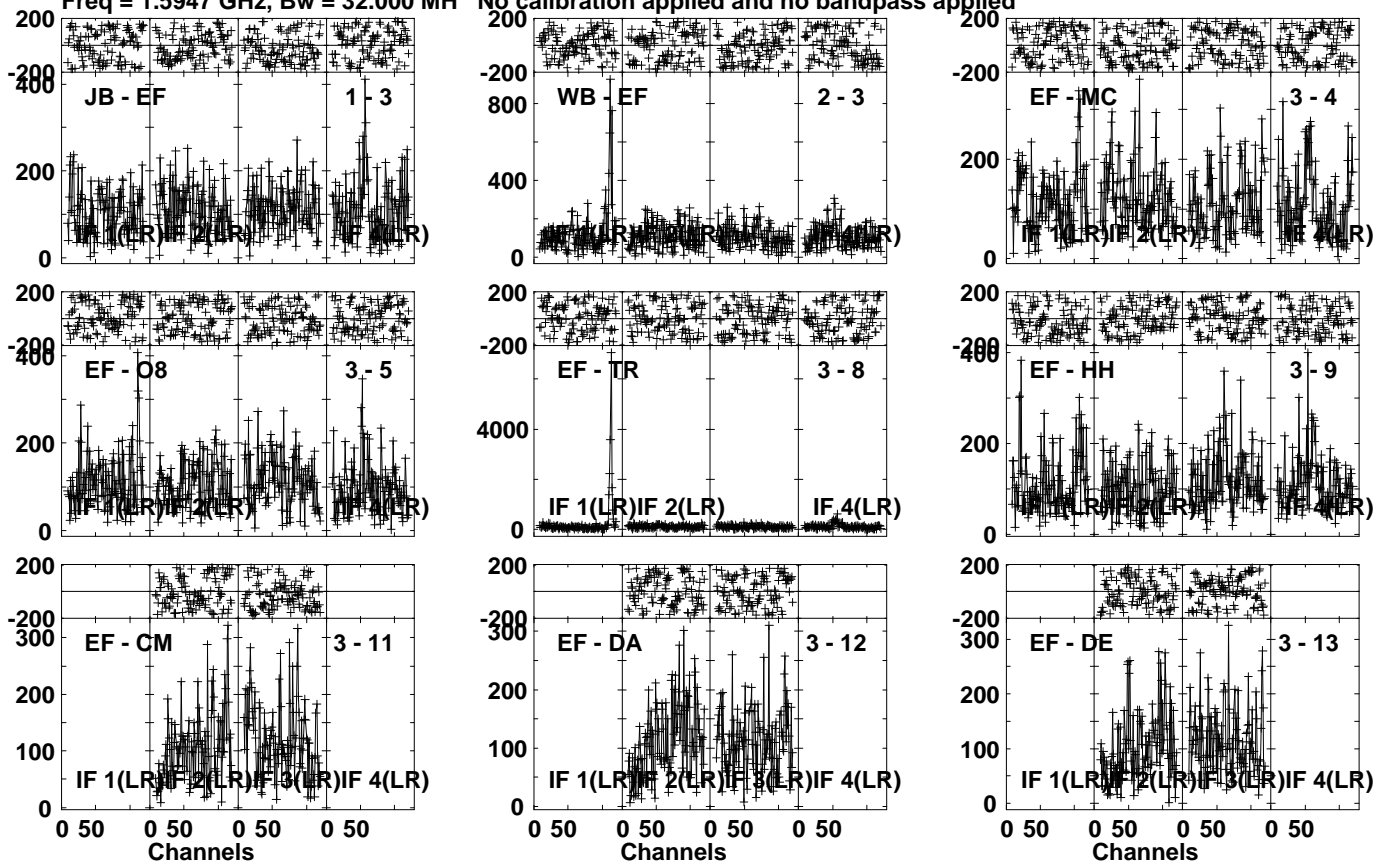 Freq = 1.5947 GHz, Bw = 32.000 MH No calibration applied and no bandpass applied
200 200 200
-200 -200 -200
JB - EF 1 - 3 WB - EF 2 - 3 EF - MC 3 - 4
400 800
200 400 200
IF 1(LR) IF 2(LR) IF 4(LR) IF 1(LR) IF 2(LR) IF 4(LR) IF 1(LR) IF 2(LR) IF 4(LR)
0 0 0
200 200 200
-200 -200 -200
400 400
EF - O8 3 - 5 EF - TR 3 - 8 EF - HH 3 - 9
200 4000 200
IF 1(LR) IF 2(LR) IF 4(LR) IF 1(LR) IF 2(LR) IF 4(LR) IF 1(LR) IF 2(LR) IF 4(LR)
0 0 0
200 200 200
-200 -200 -200
300 300 300
EF - CM 3 - 11 EF - DA 3 - 12 EF - DE 3 - 13
200 200 200
100 100 100
IF 1(LR) IF 2(LR) IF 3(LR) IF 4(LR) IF 1(LR) IF 2(LR) IF 3(LR) IF 4(LR) IF 1(LR) IF 2(LR) IF 3(LR) IF 4(LR)
0 0 0
0 50 0 50 0 50 0 50 0 50 0 50 0 50 0 50 0 50 0 50 0 50 0 50
Channels Channels Channels